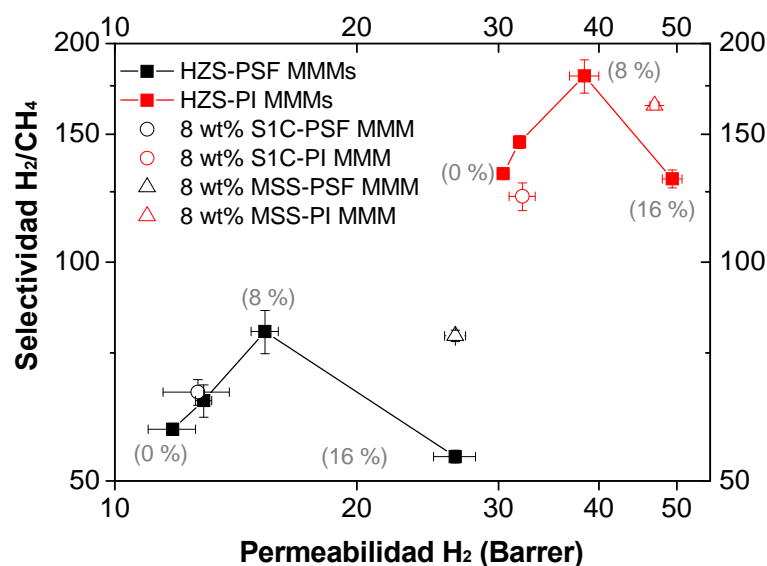 10 20 30 40 50
200 200
HZS-PSF MMMs
HZS-PI MMMs
8 wt% S1C-PSF MMM
8 wt% S1C-PI MMM
8 wt% MSS-PSF MMM
8 wt% MSS-PI MMM
(8 %)
150 150
(0 %)
(16 %)
100 100
(8 %)
(0 %)
(16 %)
50 50
10 20 30 40 50
Selectividad H₂/CH₄
Permeabilidad H₂ (Barrer)